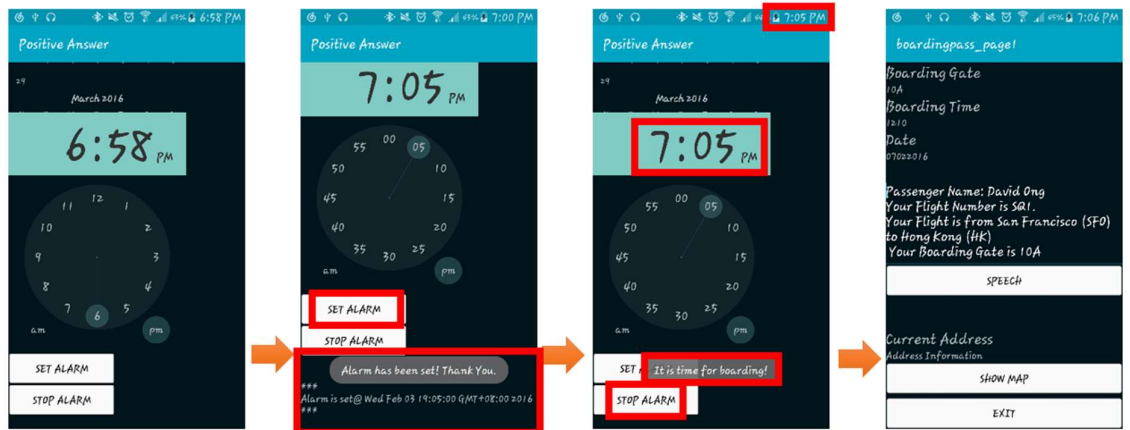 63% 6:58 PM
Positive Answer
29
March 2016
6:58 PM
12
11
1
10
2
9
3
8
4
7
6
5
am
pm
SET ALARM
STOP ALARM
63% 7:00 PM
Positive Answer
7:05 PM
00
55
05
50
10
45
15
40
20
35
30
25
am
pm
SET ALARM
STOP ALARM
Alarm has been set! Thank You.
###
Alarm is set@ Wed Feb 03 19:05:00 GMT+08:00 2016
###
7:05 PM
Positive Answer
29
March 2016
7:05 PM
00
55
05
50
10
45
15
40
20
35
30
25
am
pm
SET
It is time for boarding!
STOP ALARM
65% 7:06 PM
boardingpass_page1
Boarding Gate
10A
Boarding Time
1210
Date
07022016
Passenger Name: David Ong
Your Flight Number is SQ1.
Your Flight is from San Francisco (SFO)
to Hong Kong (HK)
Your Boarding Gate is 10A
SPEECH
Current Address
Address Information
SHOW MAP
EXIT